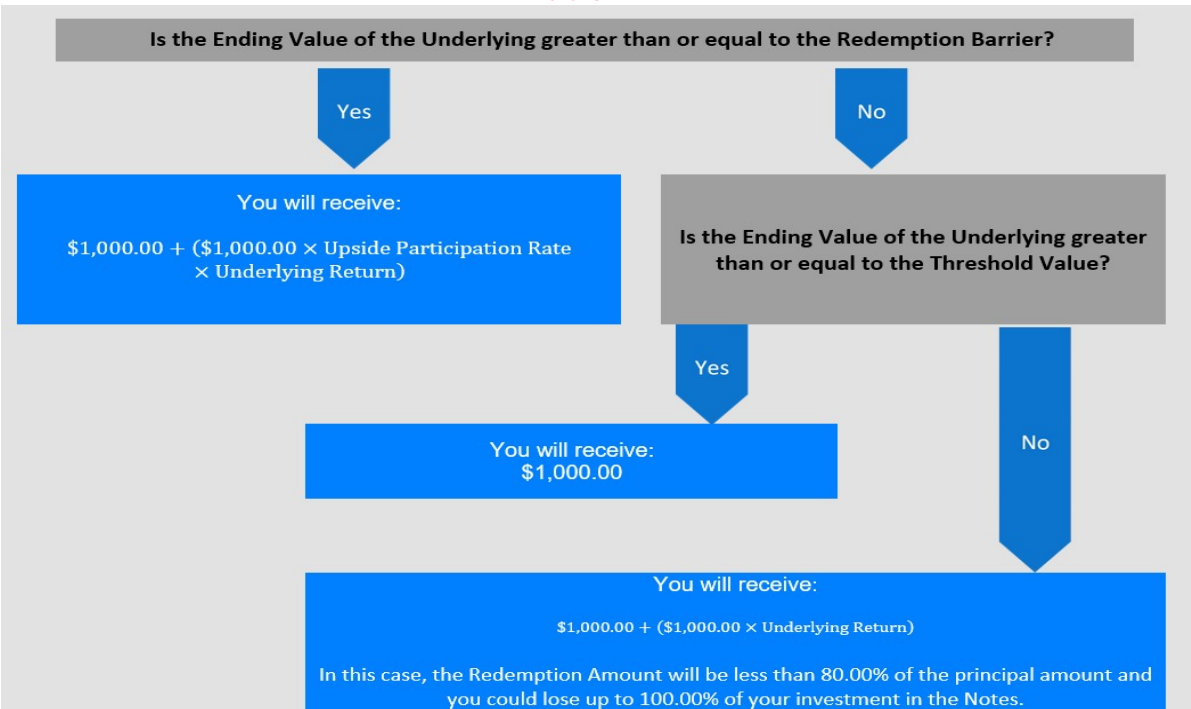 Is the Ending Value of the Underlying greater than or equal to the Redemption Barrier?
Yes
No
You will receive:
$1,000.00 + ($1,000.00 × Upside Participation Rate
× Underlying Return)
Is the Ending Value of the Underlying greater
than or equal to the Threshold Value?
Yes
No
You will receive:
$1,000.00
You will receive:
$1,000.00 + ($1,000.00 × Underlying Return)
In this case, the Redemption Amount will be less than 80.00% of the principal amount and
you could lose up to 100.00% of your investment in the Notes.